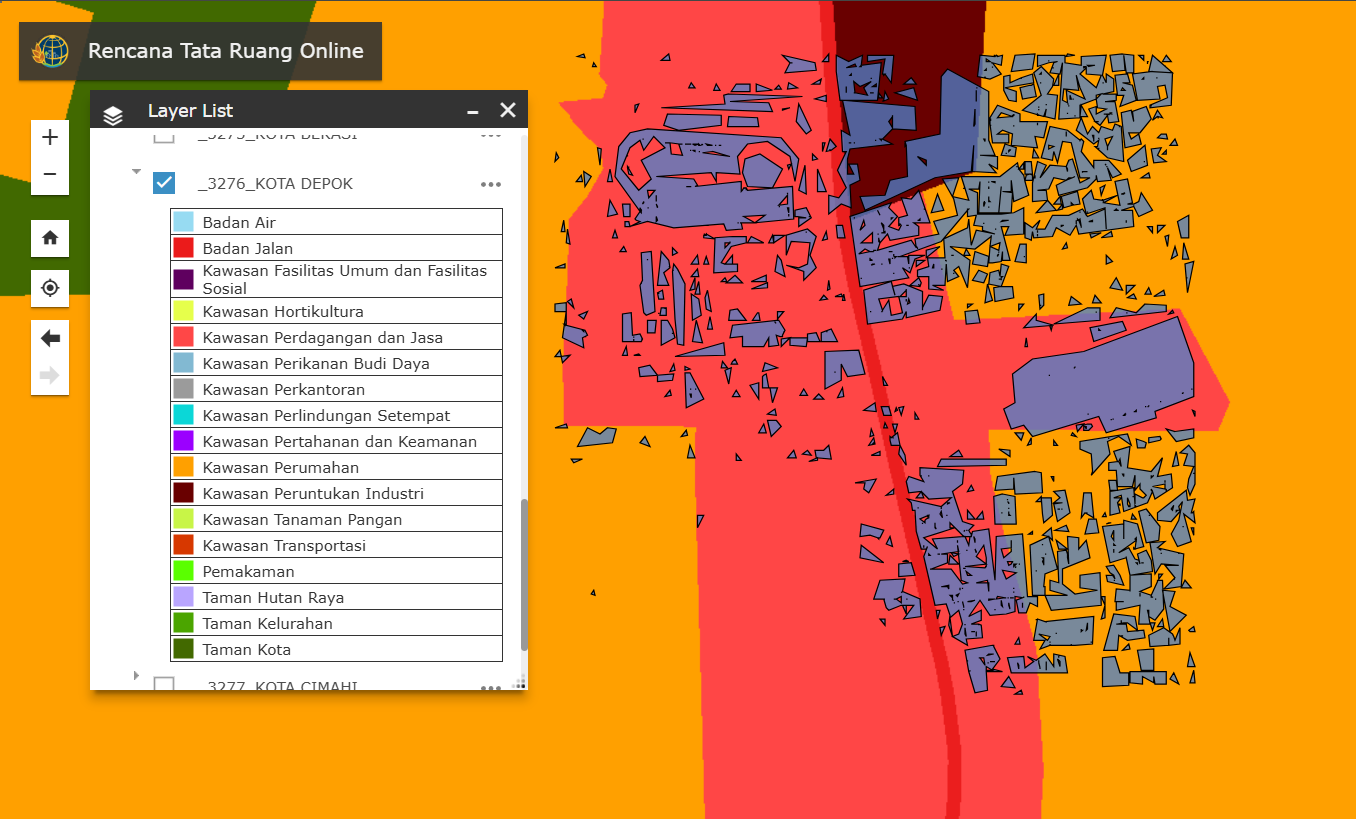 Rencana Tata Ruang Online
Layer List
_3275_KOTA BEKASI
_3276_KOTA DEPOK
Badan Air
Badan Jalan
Kawasan Fasilitas Umum dan Fasilitas
Sosial
Kawasan Hortikultura
Kawasan Perdagangan dan Jasa
Kawasan Perikanan Budi Daya
Kawasan Perkantoran
Kawasan Perlindungan Setempat
Kawasan Pertahanan dan Keamanan
Kawasan Perumahan
Kawasan Peruntukan Industri
Kawasan Tanaman Pangan
Kawasan Transportasi
Pemakaman
Taman Hutan Raya
Taman Kelurahan
Taman Kota
_3277_KOTA CIMAHI